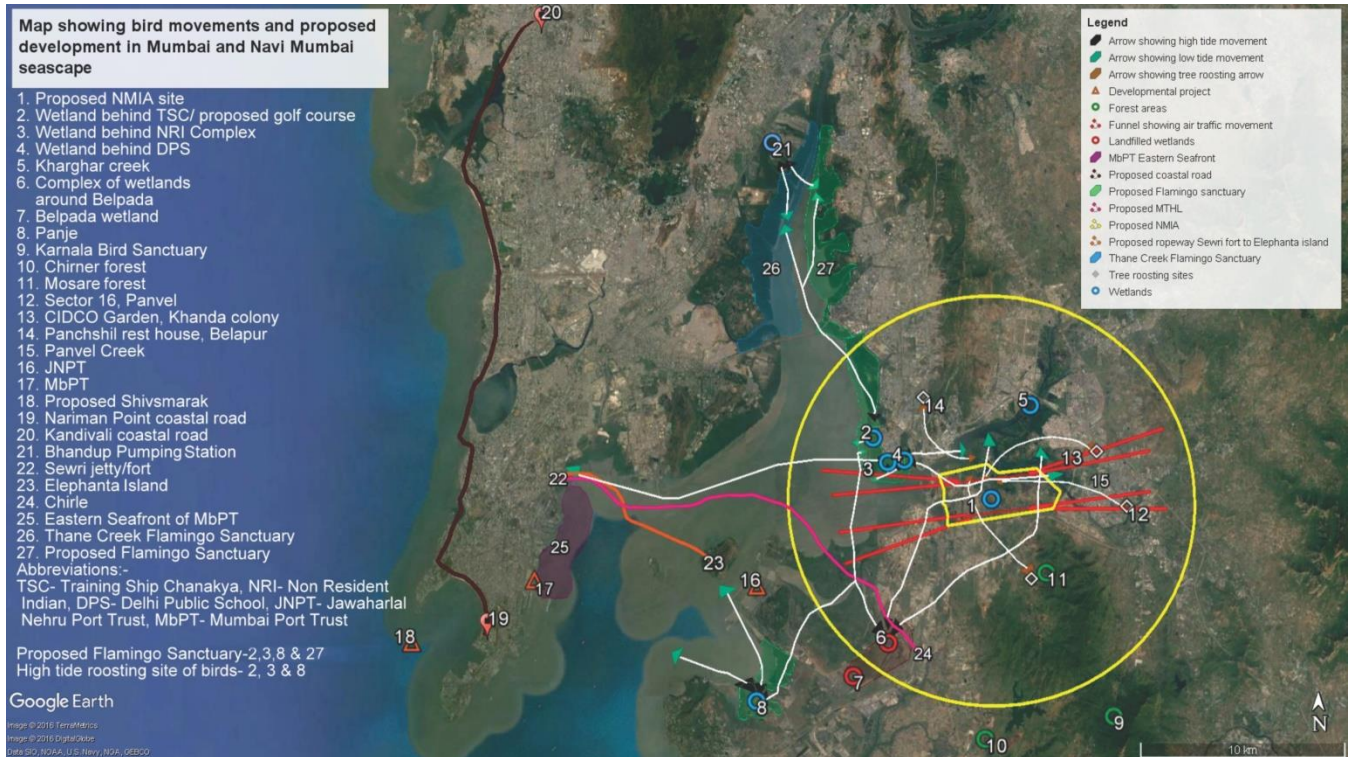 Map showing bird movements and proposed
development in Mumbai and Navi Mumbai
seascape
1. Proposed NMIA site
2. Wetland behind TSC/ proposed golf course
3. Wetland behind NRI Complex
4. Wetland behind DPS
5. Kharghar creek
6. Complex of wetlands
around Belpada
7. Belpada wetland
8. Panje
9. Karnala Bird Sanctuary
10. Chirner forest
11. Mosare forest
12. Sector 16, Panvel
13. CIDCO Garden, Khanda colony
14. Panchshil rest house, Belapur
15. Panvel Creek
16. JNPT
17. MbPT
18. Proposed Shivsmarak
19. Nariman Point coastal road
20. Kandivali coastal road
21. Bhandup Pumping Station
22. Sewri jetty/fort
23. Elephanta Island
24. Chirle
25. Eastern Seafront of MbPT
26. Thane Creek Flamingo Sanctuary
27. Proposed Flamingo Sanctuary
Abbreviations:-
TSC- Training Ship Chanakya, NRI- Non Resident
Indian, DPS- Delhi Public School, JNPT- Jawaharlal
Nehru Port Trust, MbPT- Mumbai Port Trust
Proposed Flamingo Sanctuary-2,3,8 & 27
High tide roosting site of birds- 2, 3 & 8
Google Earth
Image © 2016 TerraMetrics
Image © 2016 DigitalGlobe
Data SIO, NOAA, U.S. Navy, NGA, GEBCO
20
21
26
27
14
5
2
3
4
13
15
1
12
22
25
23
11
17
16
19
18
6
24
7
8
9
10
Legend
Arrow showing high tide movement
Arrow showing low tide movement
Arrow showing tree roosting arrow
Developmental project
Forest areas
Funnel showing air traffic movement
Landfilled wetlands
MbPT Eastern Seafront
Proposed coastal road
Proposed Flamingo sanctuary
Proposed MTHL
Proposed NMIA
Proposed ropeway Sewri fort to Elephanta island
Thane Creek Flamingo Sanctuary
Tree roosting sites
Wetlands
N
10 km